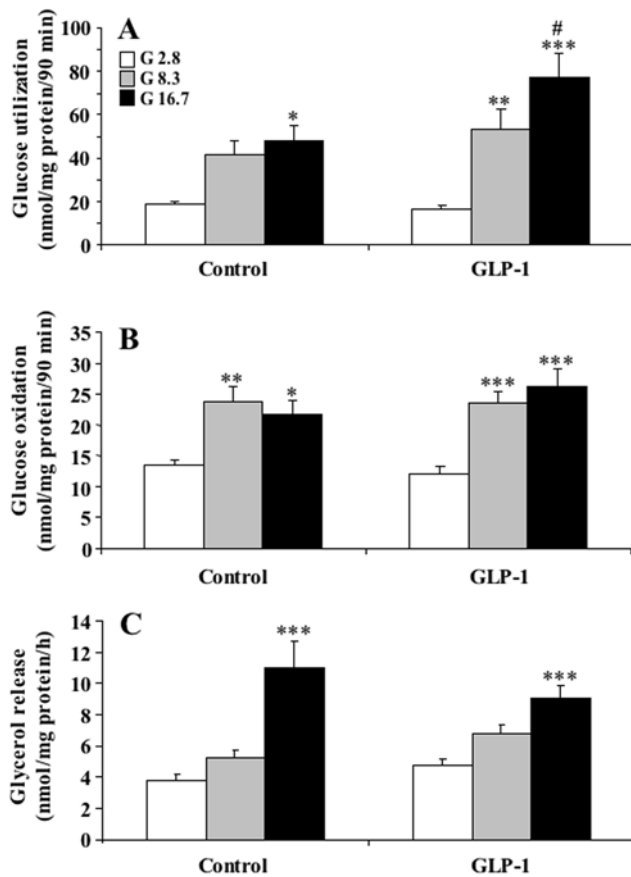 A
G 2.8
G 8.3
G 16.7
Glucose utilization
(nmol/mg protein/90 min)
100
80
60
40
20
0
*
**
#
***
Control
GLP-1
B
Glucose oxidation
(nmol/mg protein/90 min)
35
30
25
20
15
10
5
0
**
*
***
***
Control
GLP-1
C
Glycerol release
(nmol/mg protein/h)
14
12
10
8
6
4
2
0
***
***
Control
GLP-1